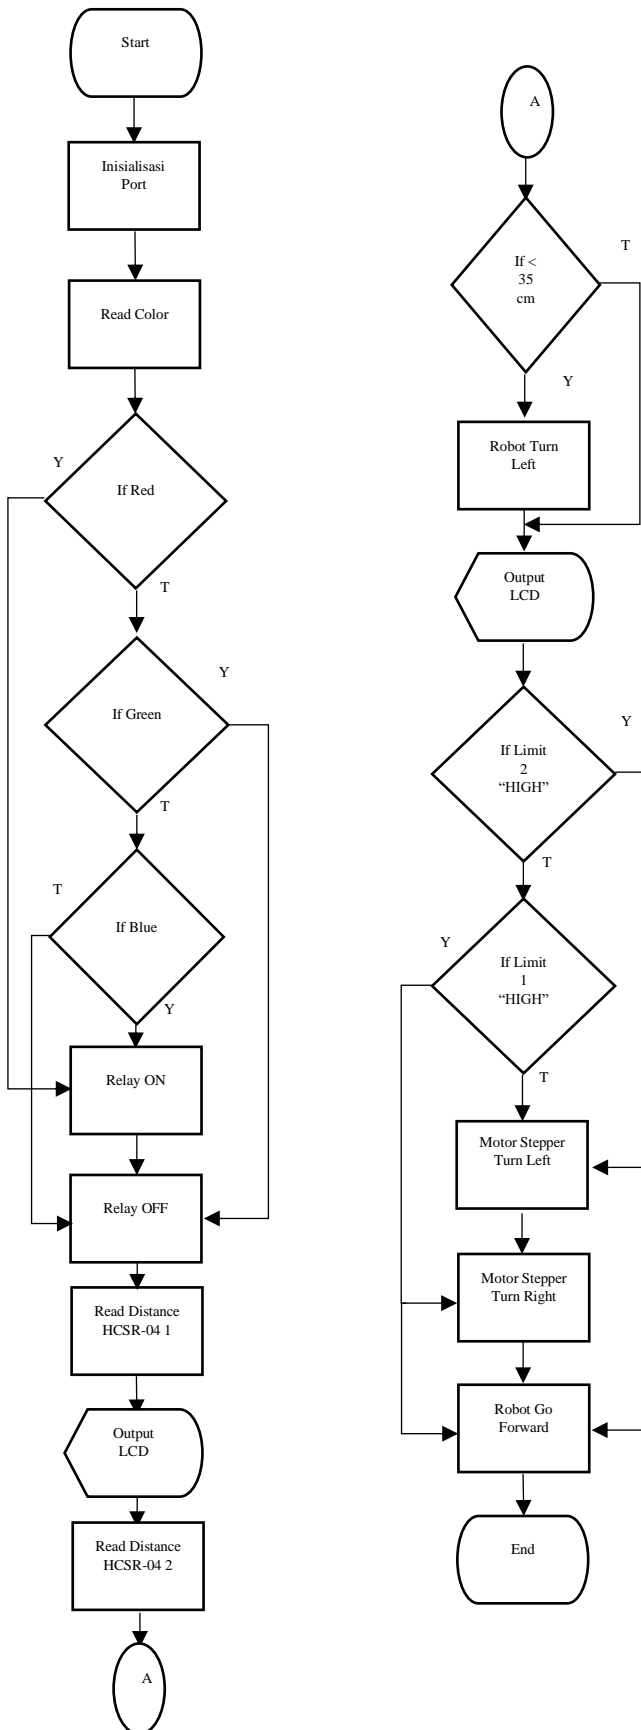 Start
Inisialisasi
Port
Read Color
Y
If Red
T
Y
If Green
T
T
If Blue
Y
Relay ON
Relay OFF
Read Distance
HCSR-04 1
Output
LCD
Read Distance
HCSR-04 2
A
A
T
If <
35
cm
Y
Robot Turn
Left
Output
LCD
Y
If Limit
2
“HIGH”
T
Y
If Limit
1
“HIGH”
T
Motor Stepper
Turn Left
Motor Stepper
Turn Right
Robot Go
Forward
End